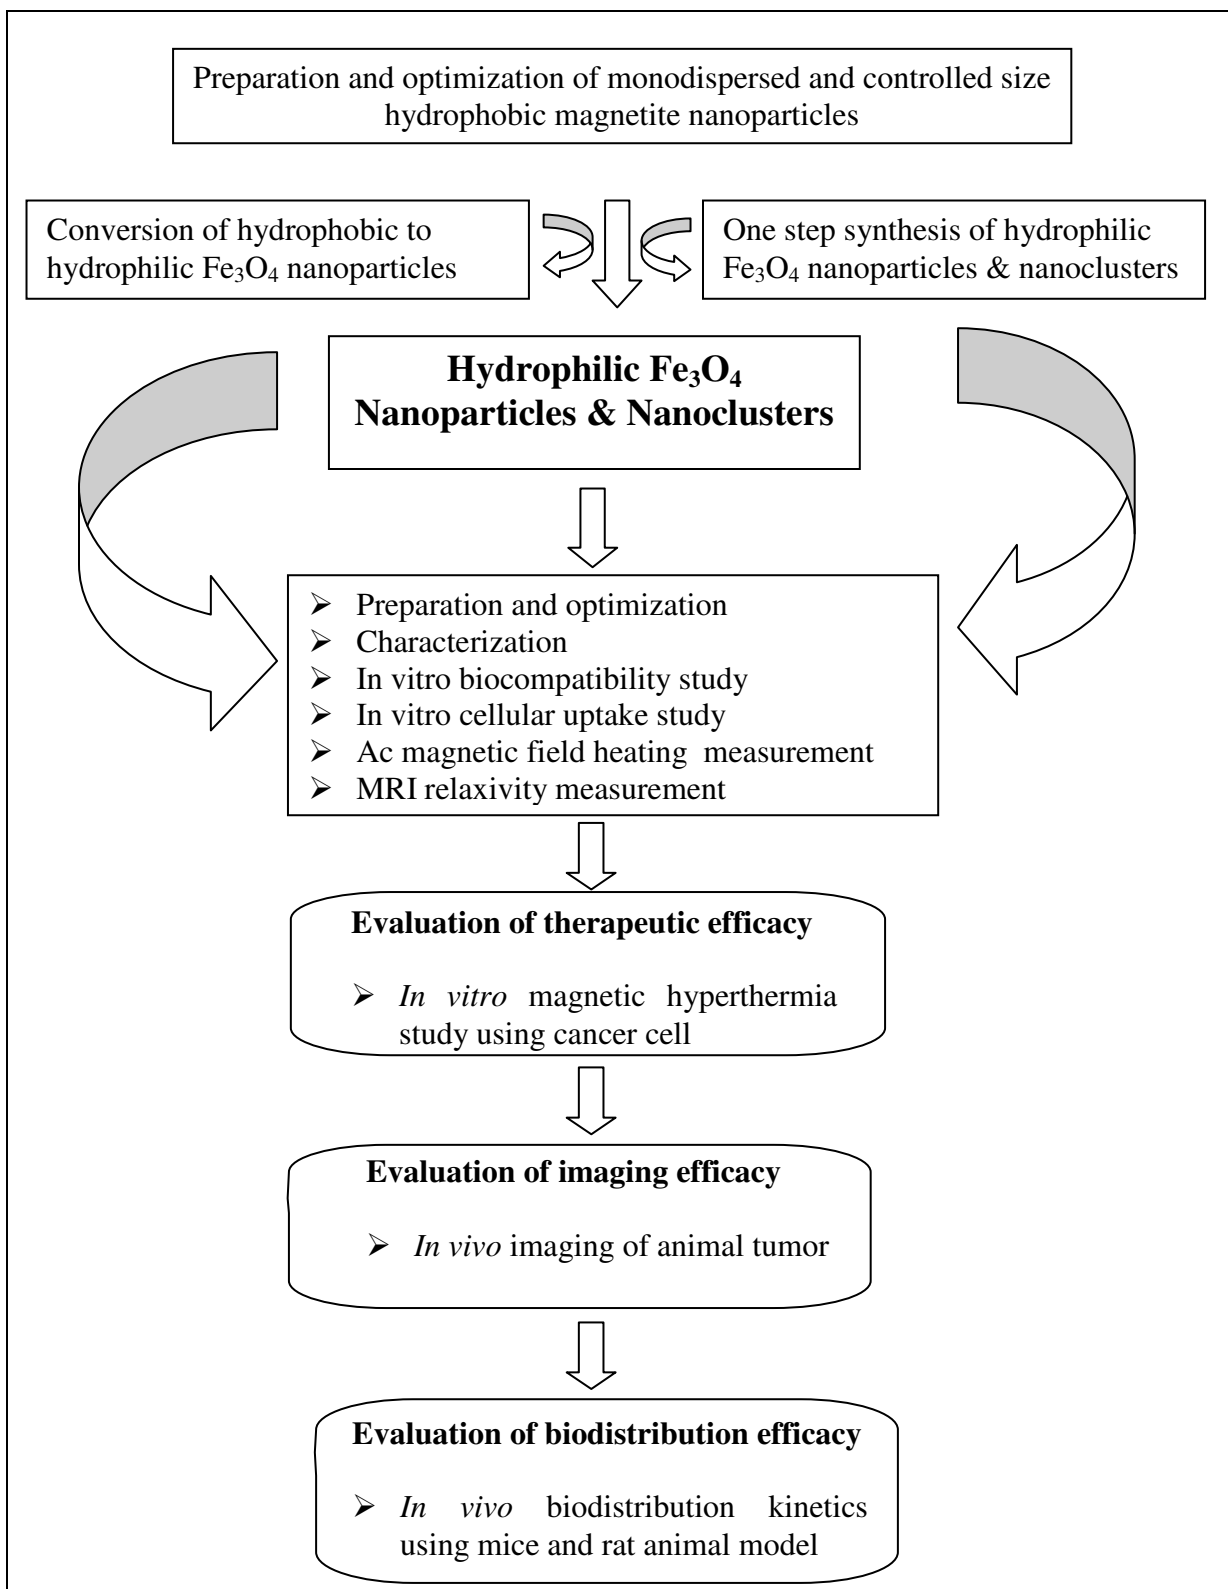 Preparation and optimization of monodispersed and controlled size
hydrophobic magnetite nanoparticles
Conversion of hydrophobic to
hydrophilic Fe₃O₄ nanoparticles
One step synthesis of hydrophilic
Fe₃O₄ nanoparticles & nanoclusters
Hydrophilic Fe₃O₄
Nanoparticles & Nanoclusters
➢ Preparation and optimization
➢ Characterization
➢ In vitro biocompatibility study
➢ In vitro cellular uptake study
➢ Ac magnetic field heating measurement
➢ MRI relaxivity measurement
Evaluation of therapeutic efficacy
➢ In vitro magnetic hyperthermia
study using cancer cell
Evaluation of imaging efficacy
➢ In vivo imaging of animal tumor
Evaluation of biodistribution efficacy
➢ In vivo biodistribution kinetics
using mice and rat animal model